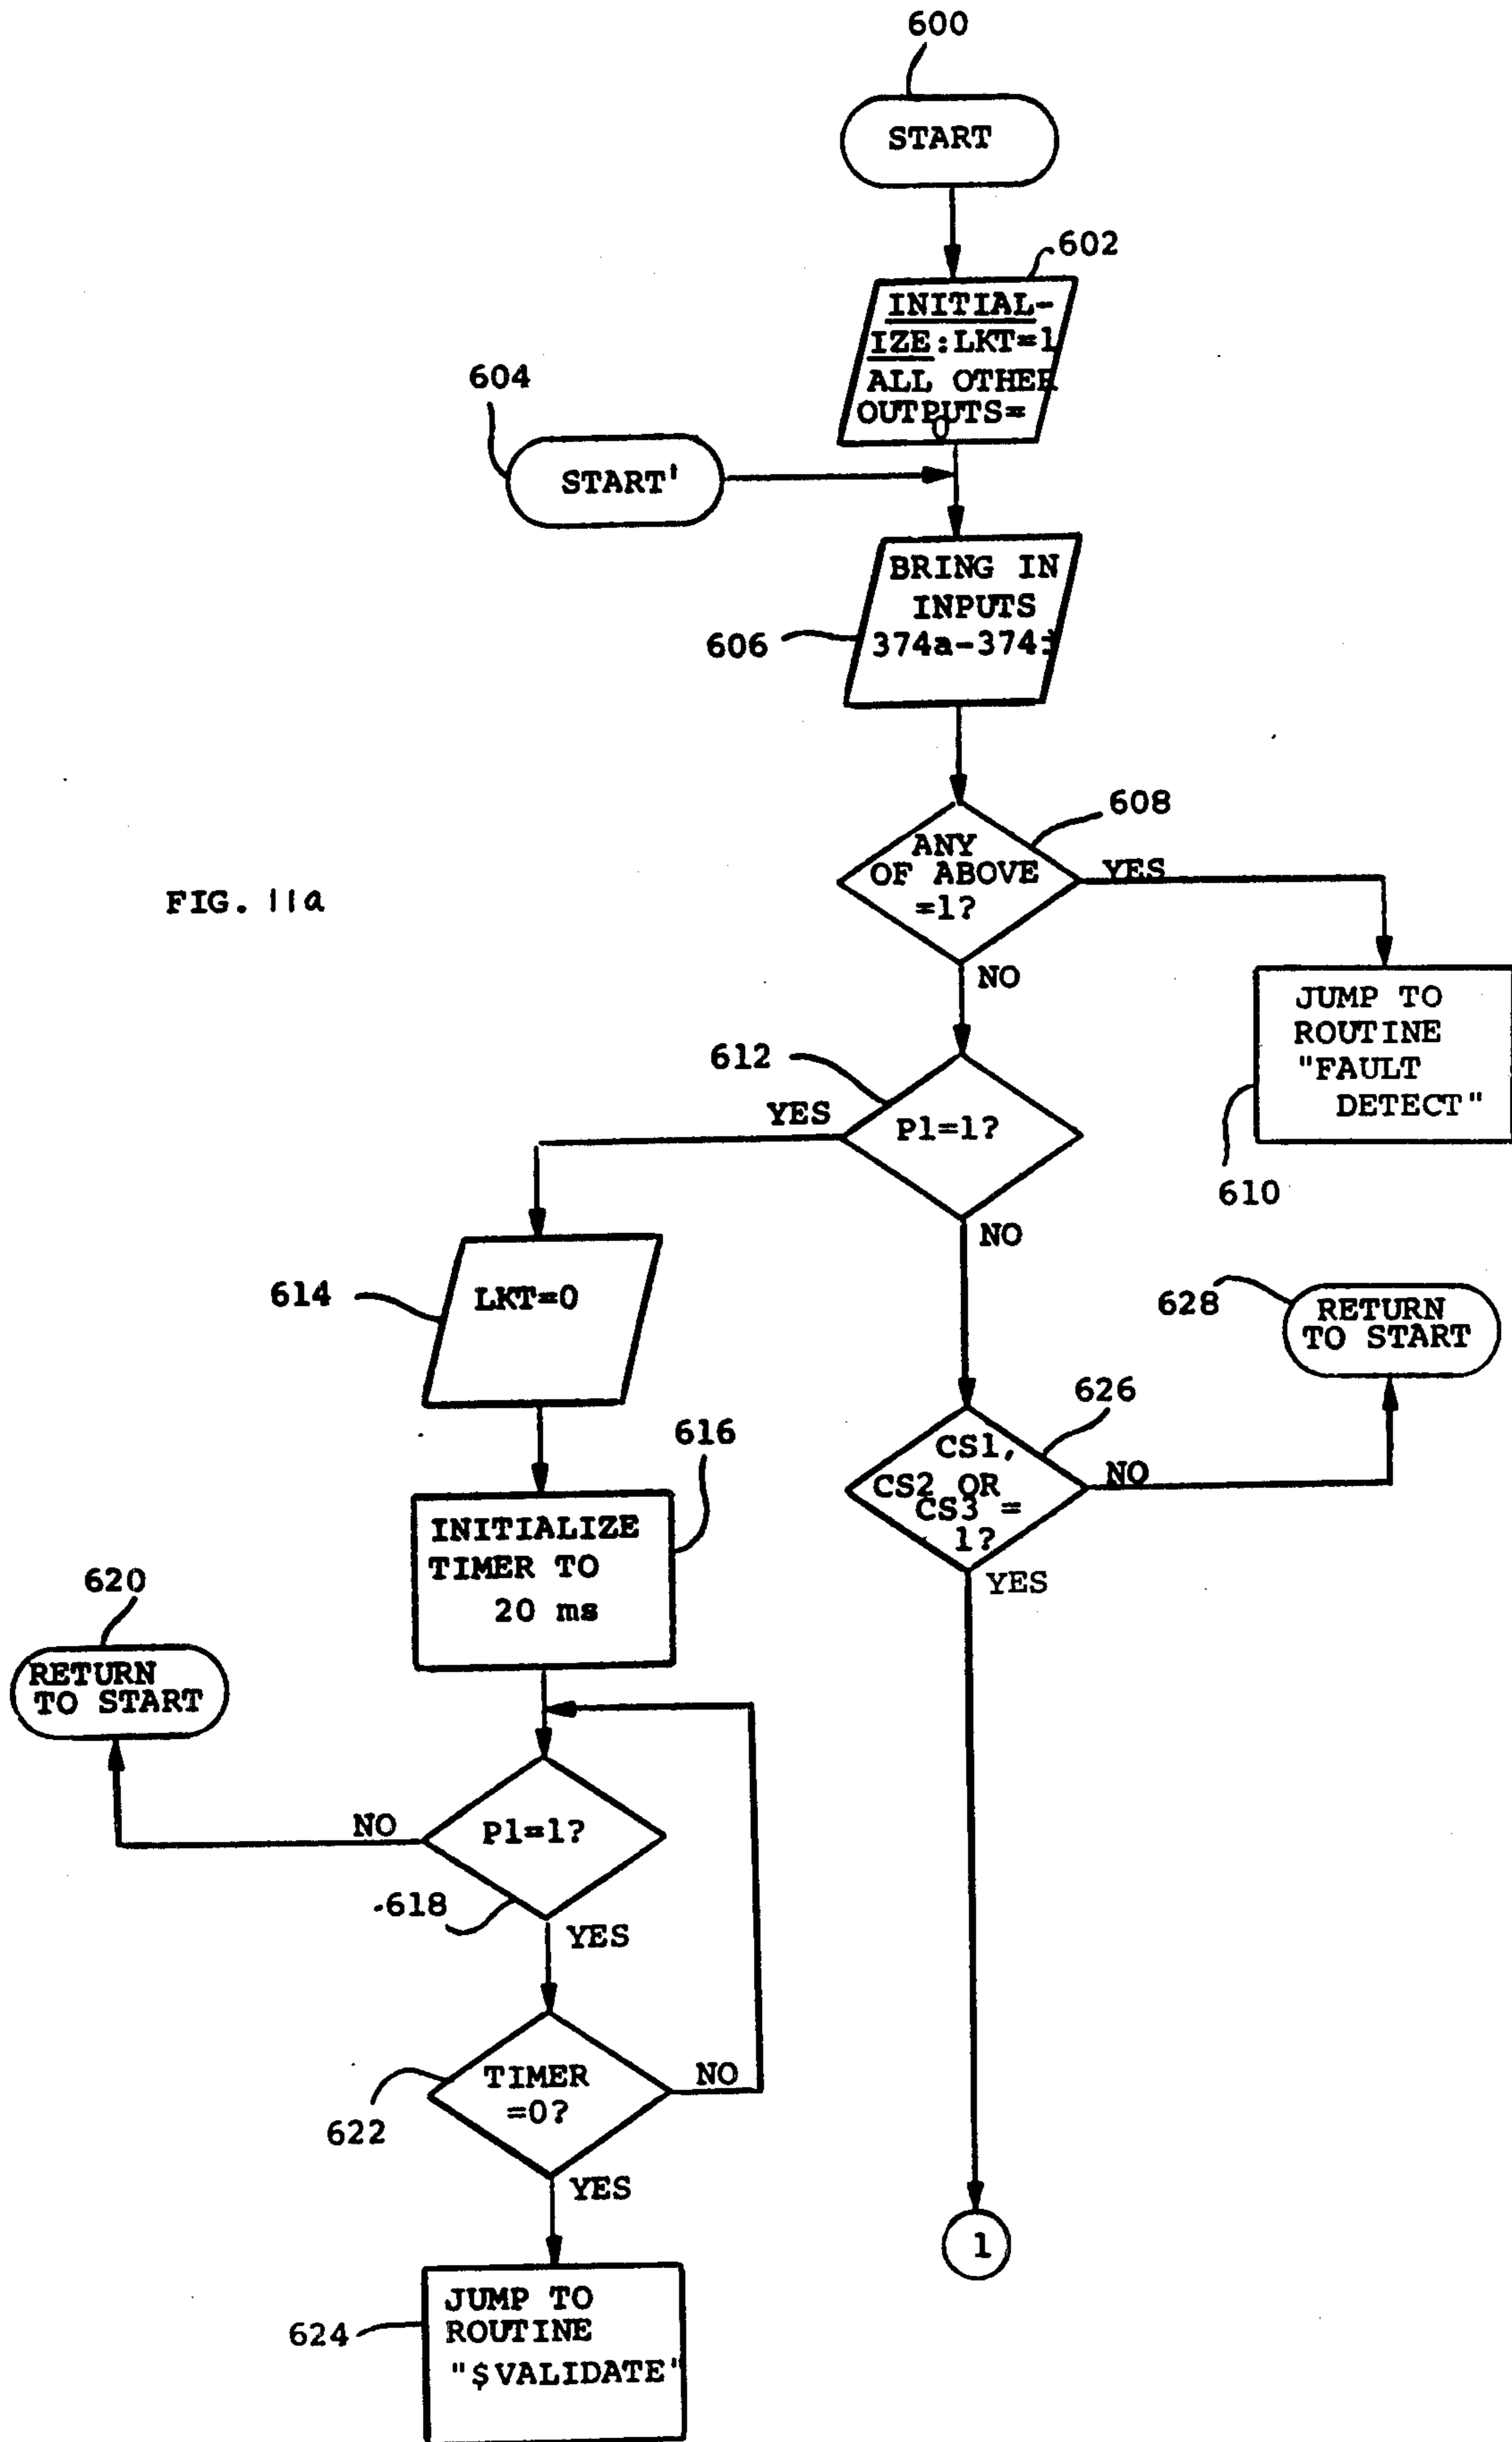 600
START
602
INITIAL-
IZE:LKT=1
ALL OTHER
OUTPUTS=
0
604
START'
BRING IN
INPUTS
606
608
ANY
OF ABOVE
=1?
YES
FIG. 11a
NO
JUMP TO
ROUTINE
"FAULT
DETECT"
610
612
YES
P1=1?
NO
614
LKT=0
628
RETURN
TO START
626
CS1,
CS2 OR
CS3 =
1?
NO
YES
616
INITIALIZE
TIMER TO
20 ms
620
RETURN
TO START
NO
P1=1?
618
YES
TIMER
=0?
NO
622
YES
1
JUMP TO
ROUTINE
"$VALIDATE"
624